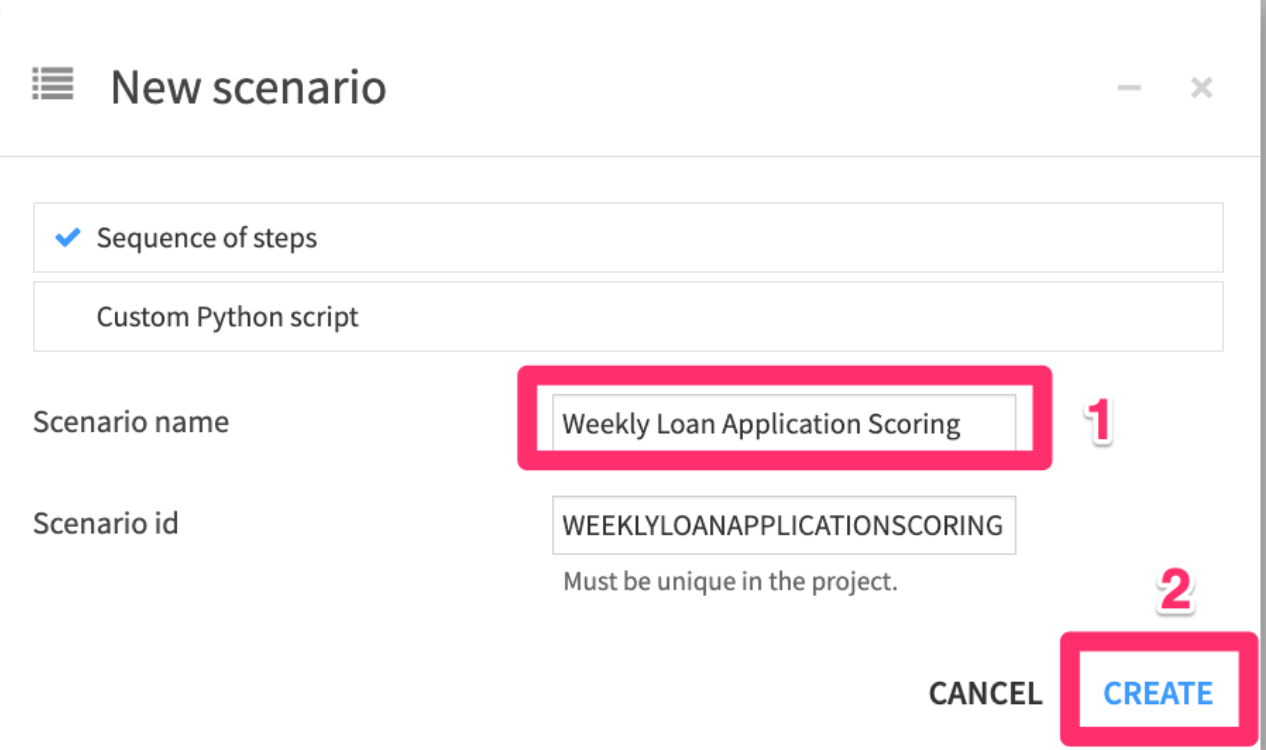 New scenario
Sequence of steps
Custom Python script
Scenario name
Weekly Loan Application Scoring
1
Scenario id
WEEKLYLOANAPPLICATIONSCORING
Must be unique in the project.
2
CANCEL
CREATE